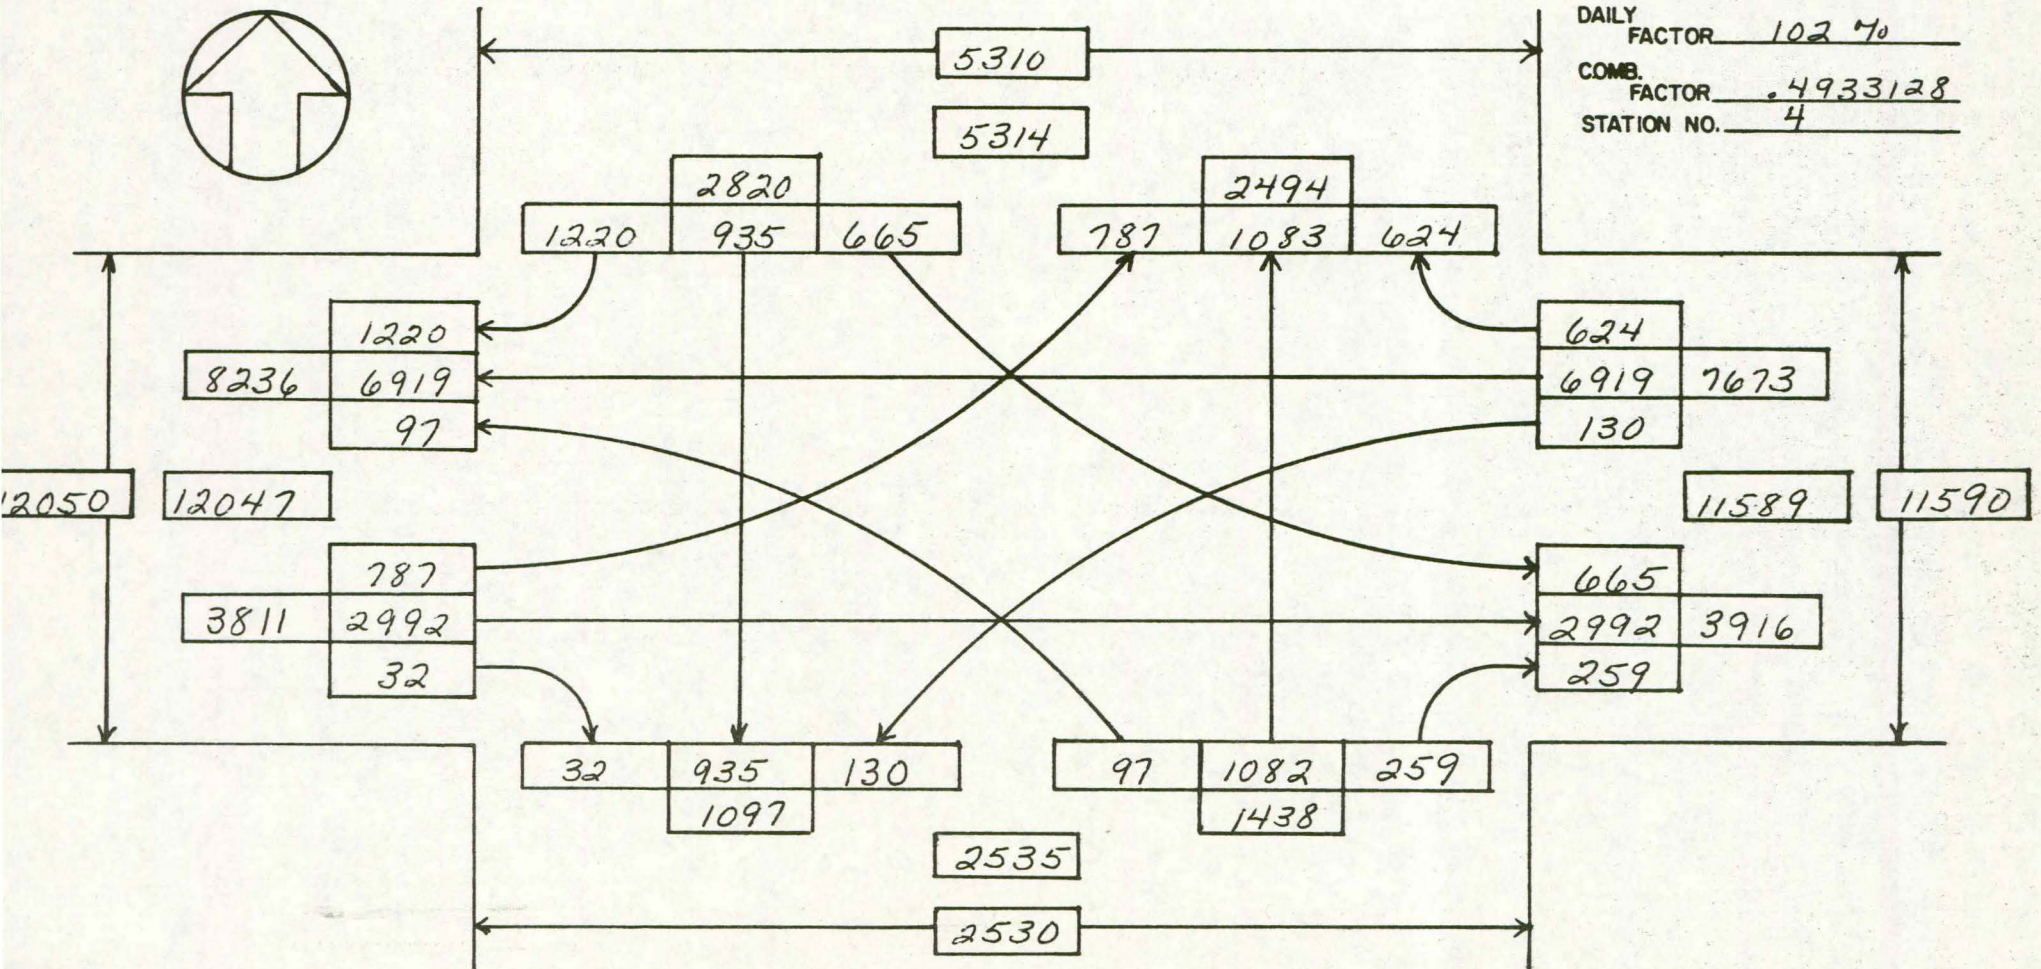 DAILY
FACTOR 102 %
COMB.
FACTOR .4933128
STATION NO. 4
5310
5314
2820
1220 935 665
2494
787 1083 624
1220
8236 6919
97
624
6919 7673
130
12050 12047
11589 11590
787
3811 2992
32
665
2992 3916
259
32 935 130
1097
97 1082 259
1438
2535
2530